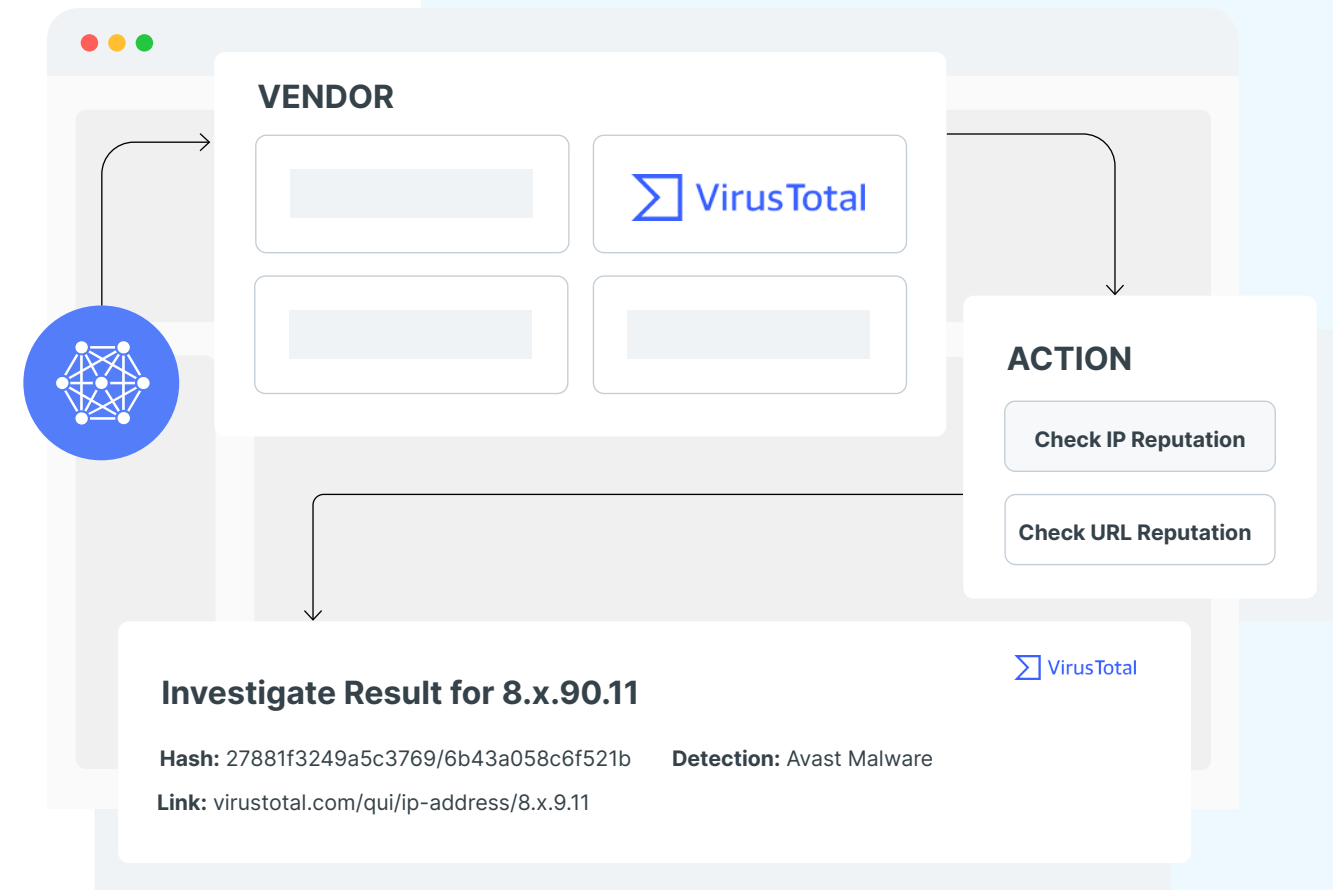 VENDOR
VirusTotal
ACTION
Check IP Reputation
Check URL Reputation
VirusTotal
Investigate Result for 8.x.90.11
Hash: 27881f3249a5c3769/6b43a058c6f521b Detection: Avast Malware
Link: virustotal.com/qui/ip-address/8.x.9.11